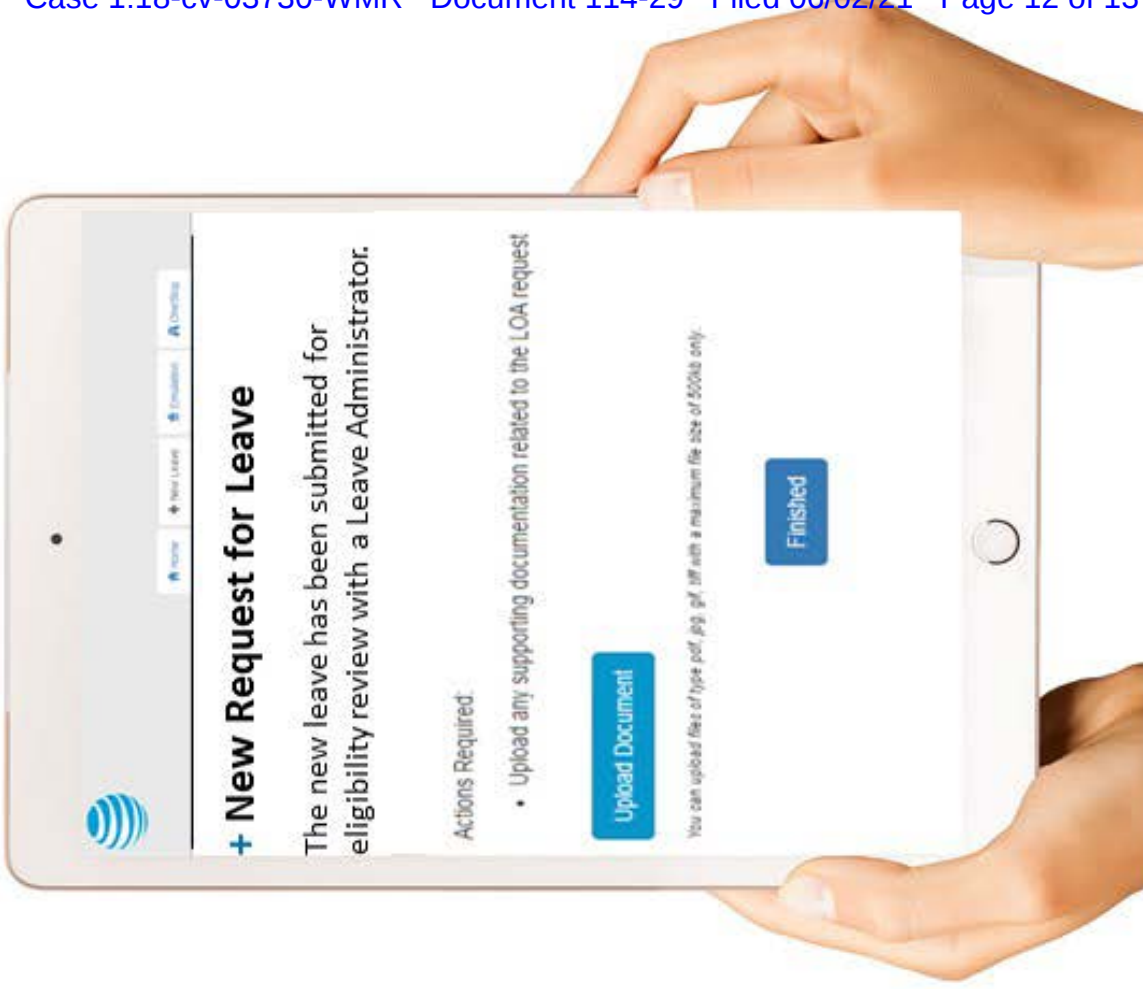 Case 1:18-cv-03730-WMR Document 114-29 Filed 06/02/21 Page 12 of 13
Home + New Leave Emulation OneStop
+ New Request for Leave
The new leave has been submitted for
eligibility review with a Leave Administrator.
Actions Required:
• Upload any supporting documentation related to the LOA request
Upload Document
You can upload files of type pdf, jpg, gif, tiff with a maximum file size of 500kb only.
Finished